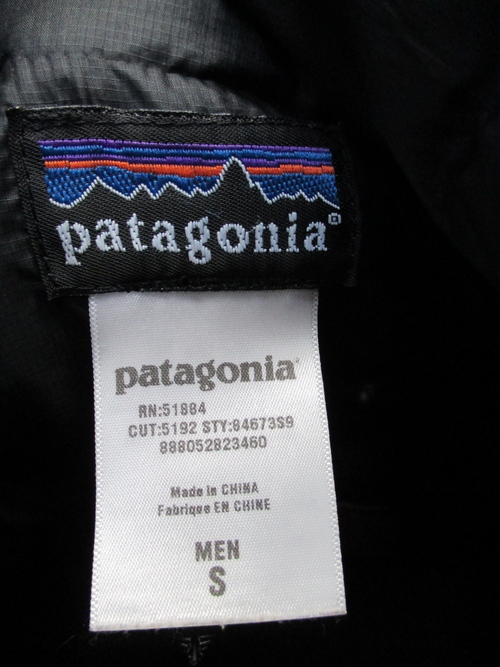 patagonia®
patagonia®
RN:51884
CUT:5192 STY:84673S9
888052823460
Made in CHINA
Fabriqué EN CHINE
MEN
S